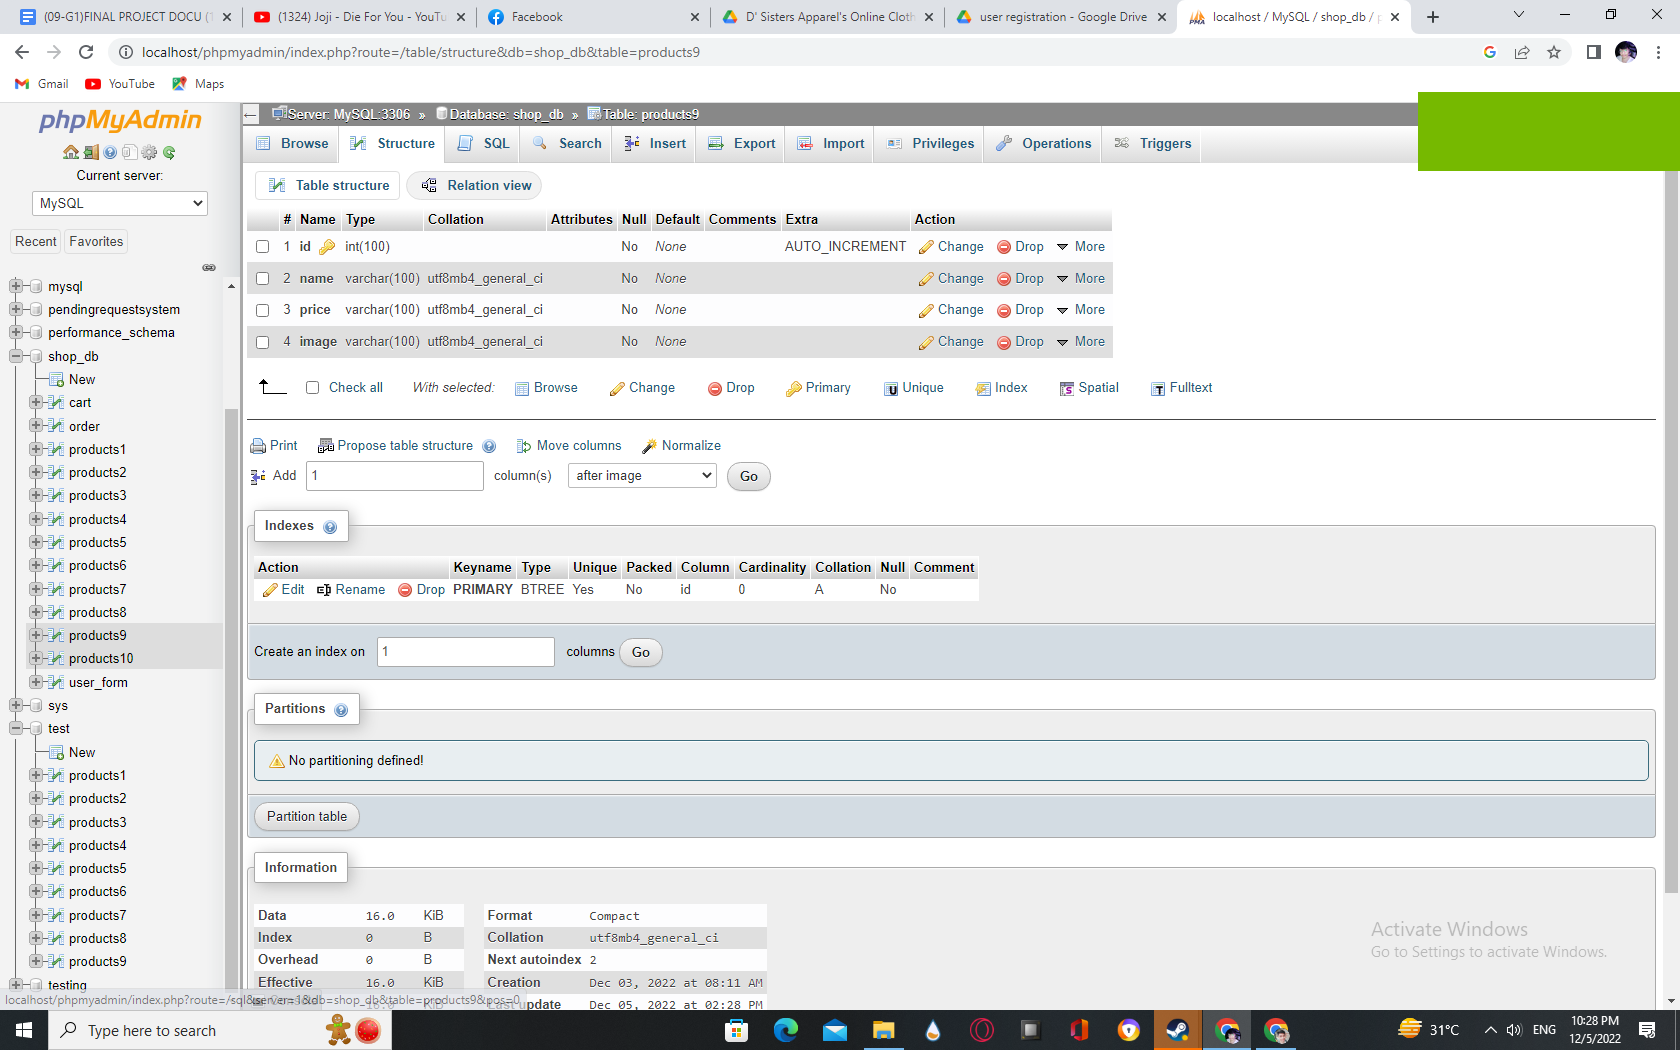 (09-G1)FINAL PROJECT DOCU (1
(1324) Joji - Die For You - YouTu
Facebook
D' Sisters Apparel's Online Cloth
user registration - Google Drive
localhost / MySQL / shop_db / p
localhost/phpmyadmin/index.php?route=/table/structure&db=shop_db&table=products9
Gmail YouTube Maps
phpMyAdmin
Current server:
MySQL
Recent Favorites
mysql
pendingrequestsystem
performance_schema
shop_db
New
cart
order
products1
products2
products3
products4
products5
products6
products7
products8
products9
products10
user_form
sys
test
New
products1
products2
products3
products4
products5
products6
products7
products8
products9
testing
Server: MySQL:3306 » Database: shop_db » Table: products9
Browse Structure SQL Search Insert Export Import Privileges Operations Triggers
Table structure Relation view
# Name Type Collation Attributes Null Default Comments Extra Action
1 id int(100) No None AUTO_INCREMENT Change Drop More
2 name varchar(100) utf8mb4_general_ci No None Change Drop More
3 price varchar(100) utf8mb4_general_ci No None Change Drop More
4 image varchar(100) utf8mb4_general_ci No None Change Drop More
Check all With selected: Browse Change Drop Primary Unique Index Spatial Fulltext
Print Propose table structure Move columns Normalize
Add 1 column(s) after image Go
Indexes
Action Keyname Type Unique Packed Column Cardinality Collation Null Comment
Edit Rename Drop PRIMARY BTREE Yes No id 0 A No
Create an index on 1 columns Go
Partitions
No partitioning defined!
Partition table
Information
Data 16.0 KiB
Index 0 B
Overhead 0 B
Effective 16.0 KiB
Format Compact
Collation utf8mb4_general_ci
Next autoindex 2
Creation Dec 03, 2022 at 08:11 AM
update Dec 05, 2022 at 02:28 PM
Activate Windows
Go to Settings to activate Windows.
localhost/phpmyadmin/index.php?route=/sql&server=1&db=shop_db&table=products9&pos=0
Type here to search
31°C
ENG
10:28 PM
12/5/2022